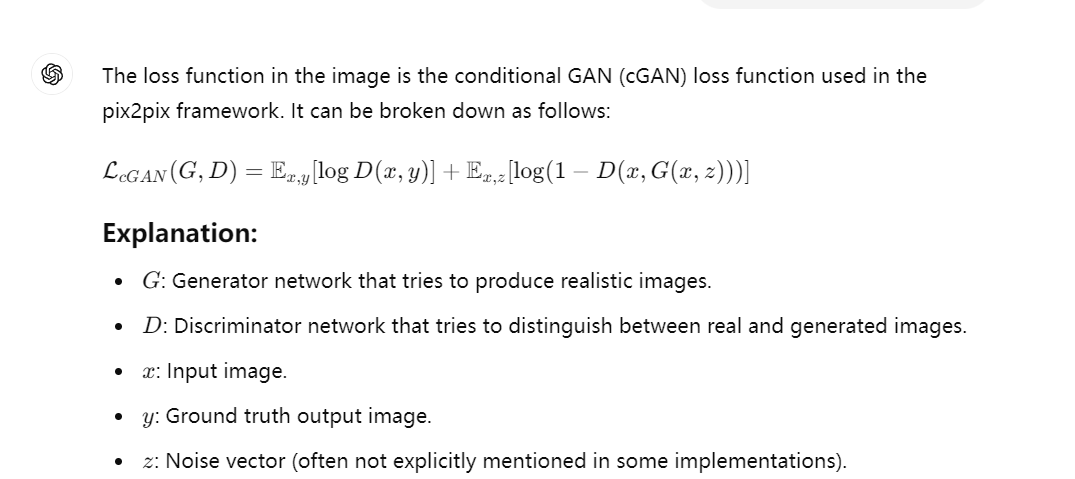 The loss function in the image is the conditional GAN (cGAN) loss function used in the
pix2pix framework. It can be broken down as follows:
$\mathcal{L}_{cGAN}(G, D) = \mathbb{E}_{x,y}[\log D(x, y)] + \mathbb{E}_{x,z}[\log(1 - D(x, G(x, z)))]$
Explanation:
• G: Generator network that tries to produce realistic images.
• D: Discriminator network that tries to distinguish between real and generated images.
• x: Input image.
• y: Ground truth output image.
• z: Noise vector (often not explicitly mentioned in some implementations).